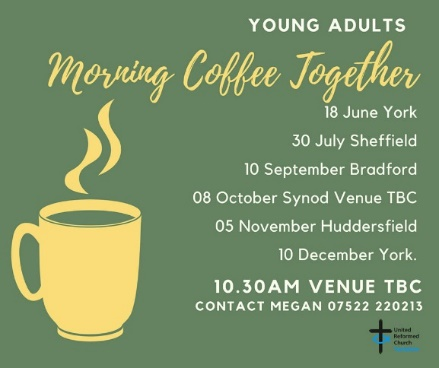 YOUNG ADULTS
Morning Coffee Together
18 June York
30 July Sheffield
10 September Bradford
08 October Synod Venue TBC
05 November Huddersfield
10 December York.
10.30AM VENUE TBC
CONTACT MEGAN 07522 220213
United
Reformed
Church